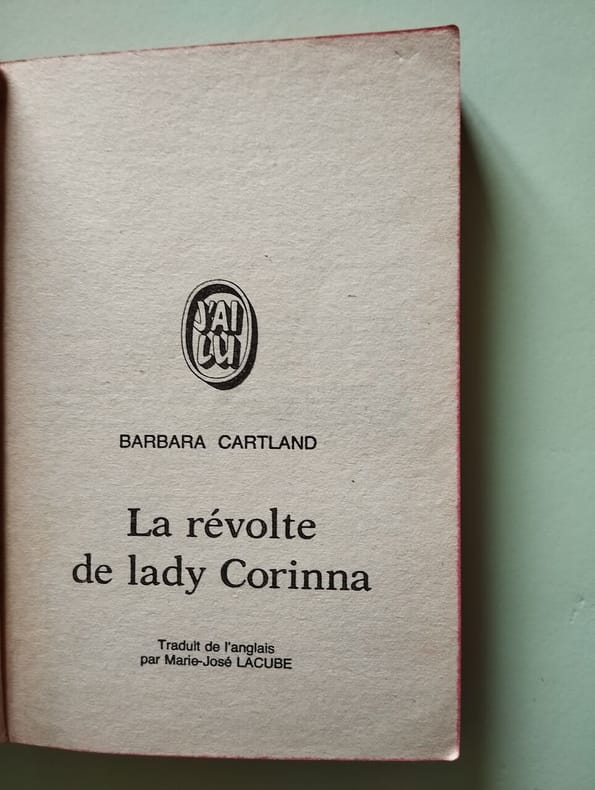 J'AI
LU
BARBARA CARTLAND
La révolte
de lady Corinna
Traduit de l'anglais
par Marie-José LACUBE